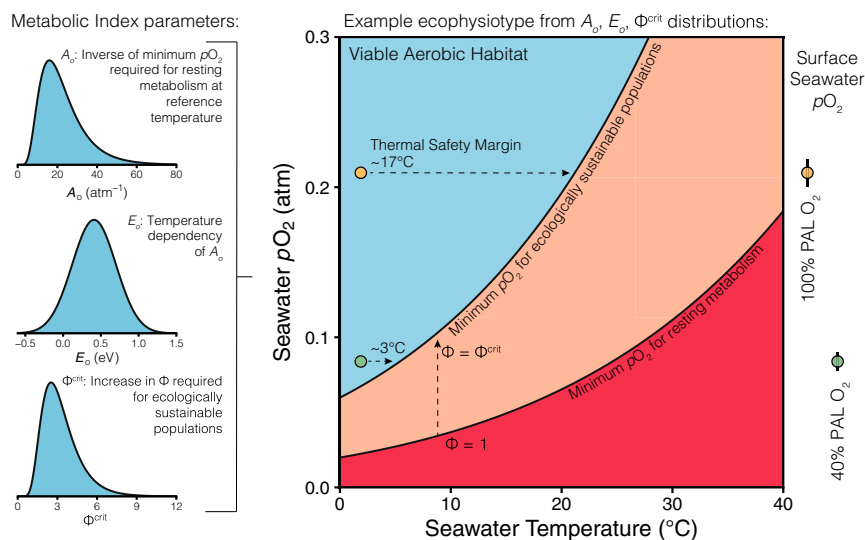 Metabolic Index parameters:
Aₒ: Inverse of minimum pO₂
required for resting
metabolism at
reference
temperature
0 20 40 60 80
Aₒ (atm⁻¹)
Eₒ: Temperature
dependency
of Aₒ
−0.5 0.0 0.5 1.0 1.5
Eₒ (eV)
Φᶜʳⁱᵗ: Increase in Φ required
for ecologically
sustainable
populations
0 3 6 9 12
Φᶜʳⁱᵗ
Example ecophysiotype from Aₒ, Eₒ, Φᶜʳⁱᵗ distributions:
Seawater pO₂ (atm)
0.3
0.2
0.1
0.0
Viable Aerobic Habitat
Thermal Safety Margin
~17°C
~3°C
Minimum pO₂ for ecologically sustainable populations
Φ = Φᶜʳⁱᵗ
Φ = 1
Minimum pO₂ for resting metabolism
0 10 20 30 40
Seawater Temperature (°C)
Surface
Seawater
pO₂
100% PAL O₂
40% PAL O₂